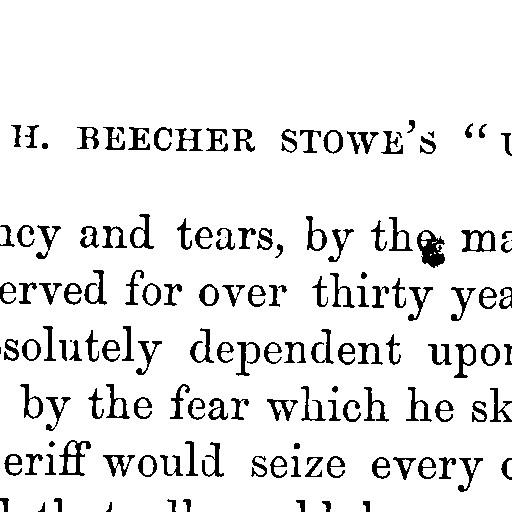 H. BEECHER STOWE'S "U
ncy and tears, by the ma
erved for over thirty yea
solutely dependent upon
by the fear which he sk
eriff would seize every